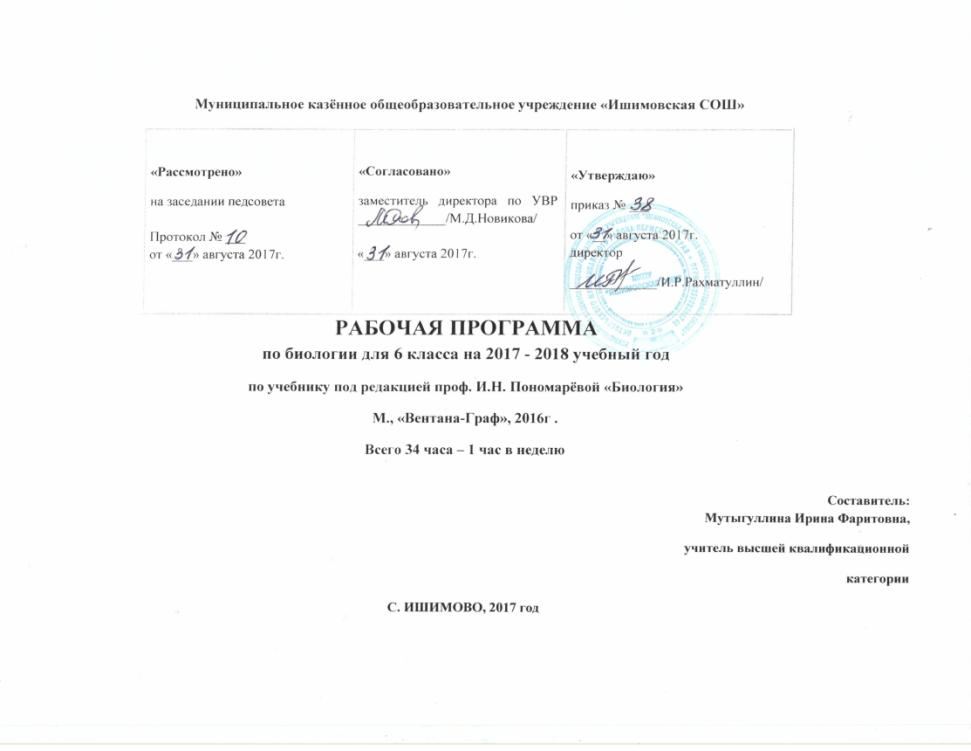 Муниципальное казённое общеобразовательное учреждение «Ишимовская СОШ»
«Рассмотрено»
на заседании педсовета
Протокол № 10
от «31» августа 2017г.
«Согласовано»
заместитель директора по УВР
/М.Д.Новикова/
«31» августа 2017г.
«Утверждаю»
приказ № 38
от «31» августа 2017г.
директор
/И.Р.Рахматуллин/
РАБОЧАЯ ПРОГРАММА
по биологии для 6 класса на 2017 - 2018 учебный год
по учебнику под редакцией проф. И.Н. Пономарёвой «Биология»
М., «Вентана-Граф», 2016г .
Всего 34 часа – 1 час в неделю
Составитель:
Мутыгуллина Ирина Фаритовна,
учитель высшей квалификационной
категории
С. ИШИМОВО, 2017 год